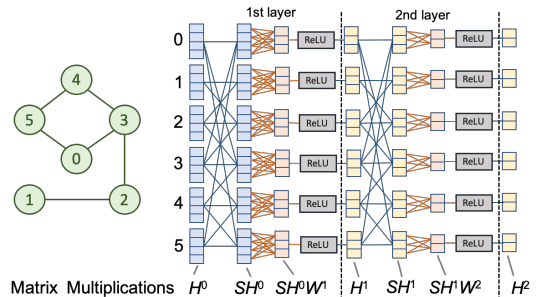 1st layer 2nd layer
0 ReLU ReLU
4
1 ReLU ReLU
5 3
2 ReLU ReLU
0
3 ReLU ReLU
1 2
4 ReLU ReLU
5 ReLU ReLU
Matrix Multiplications H⁰ SH⁰ SH⁰W¹ H¹ SH¹ SH¹W² H²